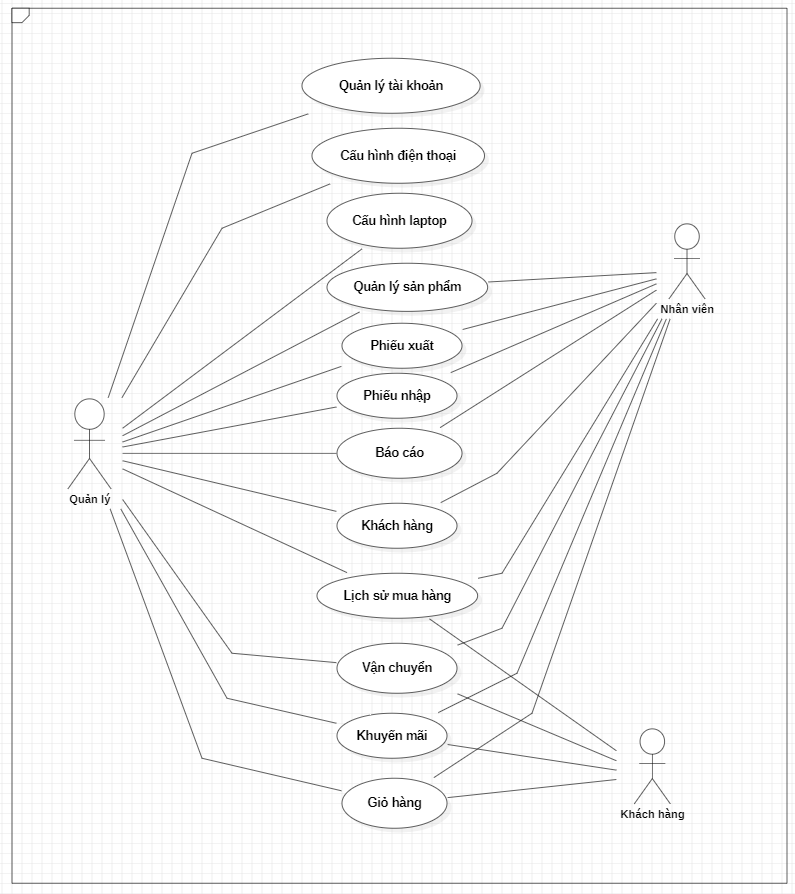 Quản lý tài khoản
Cấu hình điện thoại
Cấu hình laptop
Quản lý sản phẩm
Nhân viên
Phiếu xuất
Phiếu nhập
Báo cáo
Quản lý
Khách hàng
Lịch sử mua hàng
Vận chuyển
Khuyến mãi
Giỏ hàng
Khách hàng